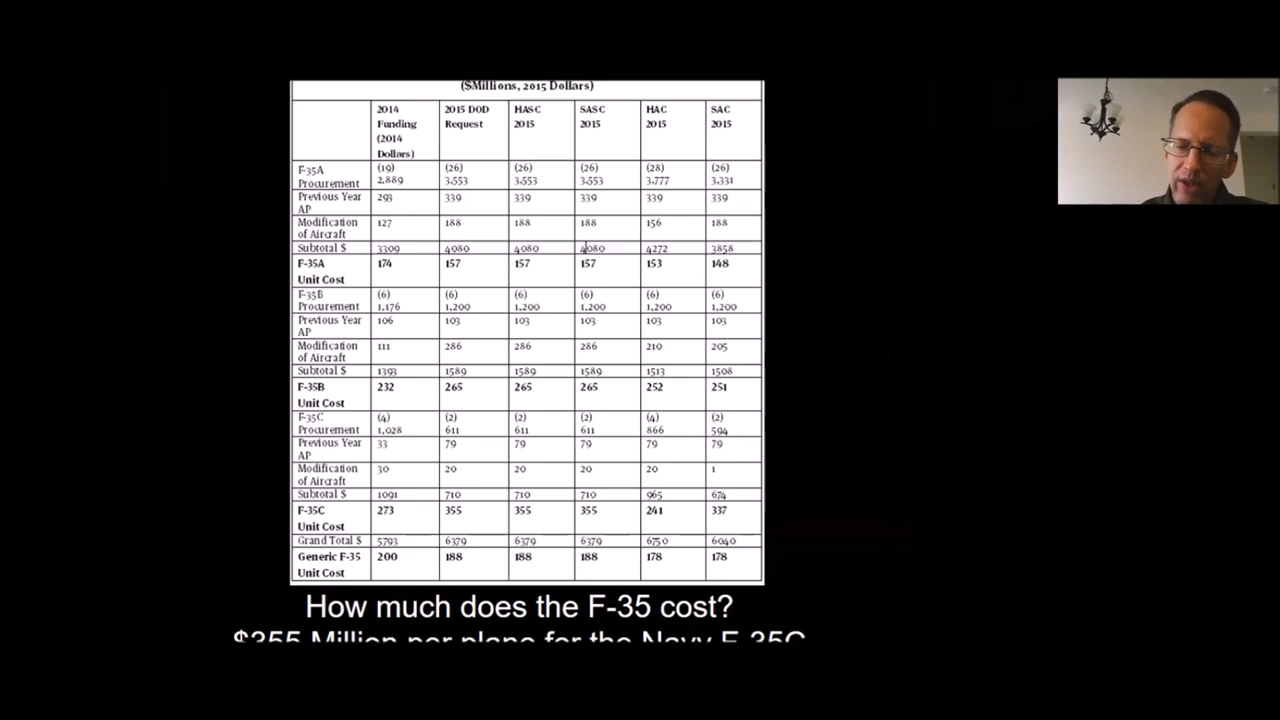 ($Millions, 2015 Dollars)
2014 Funding (2014 Dollars) 2015 DOD Request HASC 2015 SASC 2015 HAC 2015 SAC 2015
F-35A Procurement (19) 2,889 (26) 3,553 (26) 3,553 (26) 3,553 (28) 3,777 (26) 3,331
Previous Year AP 293 339 339 339 339 339
Modification of Aircraft 127 188 188 188 156 188
Subtotal $ 3309 4080 4080 4080 4272 3858
F-35A Unit Cost 174 157 157 157 153 148
F-35B Procurement (6) 1,176 (6) 1,200 (6) 1,200 (6) 1,200 (6) 1,200 (6) 1,200
Previous Year AP 106 103 103 103 103 103
Modification of Aircraft 111 286 286 286 210 205
Subtotal $ 1393 1589 1589 1589 1513 1508
F-35B Unit Cost 232 265 265 265 252 251
F-35C Procurement (4) 1,028 (2) 611 (2) 611 (2) 611 (4) 866 (2) 594
Previous Year AP 33 79 79 79 79 79
Modification of Aircraft 30 20 20 20 20 1
Subtotal $ 1091 710 710 710 965 674
F-35C Unit Cost 273 355 355 355 241 337
Grand Total $ 5793 6379 6379 6379 6750 6040
Generic F-35 Unit Cost 200 188 188 188 178 178
How much does the F-35 cost?
$355 Million per plane for the Navy F-35C